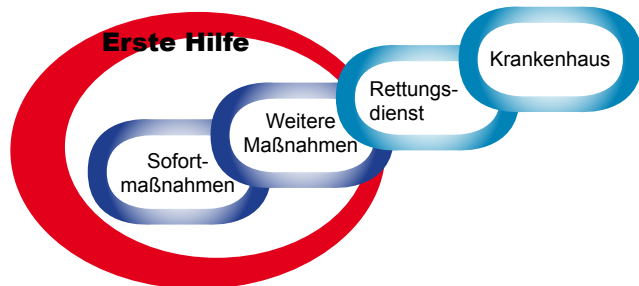 Erste Hilfe
Sofort-
maßnahmen
Weitere
Maßnahmen
Rettungs-
dienst
Krankenhaus